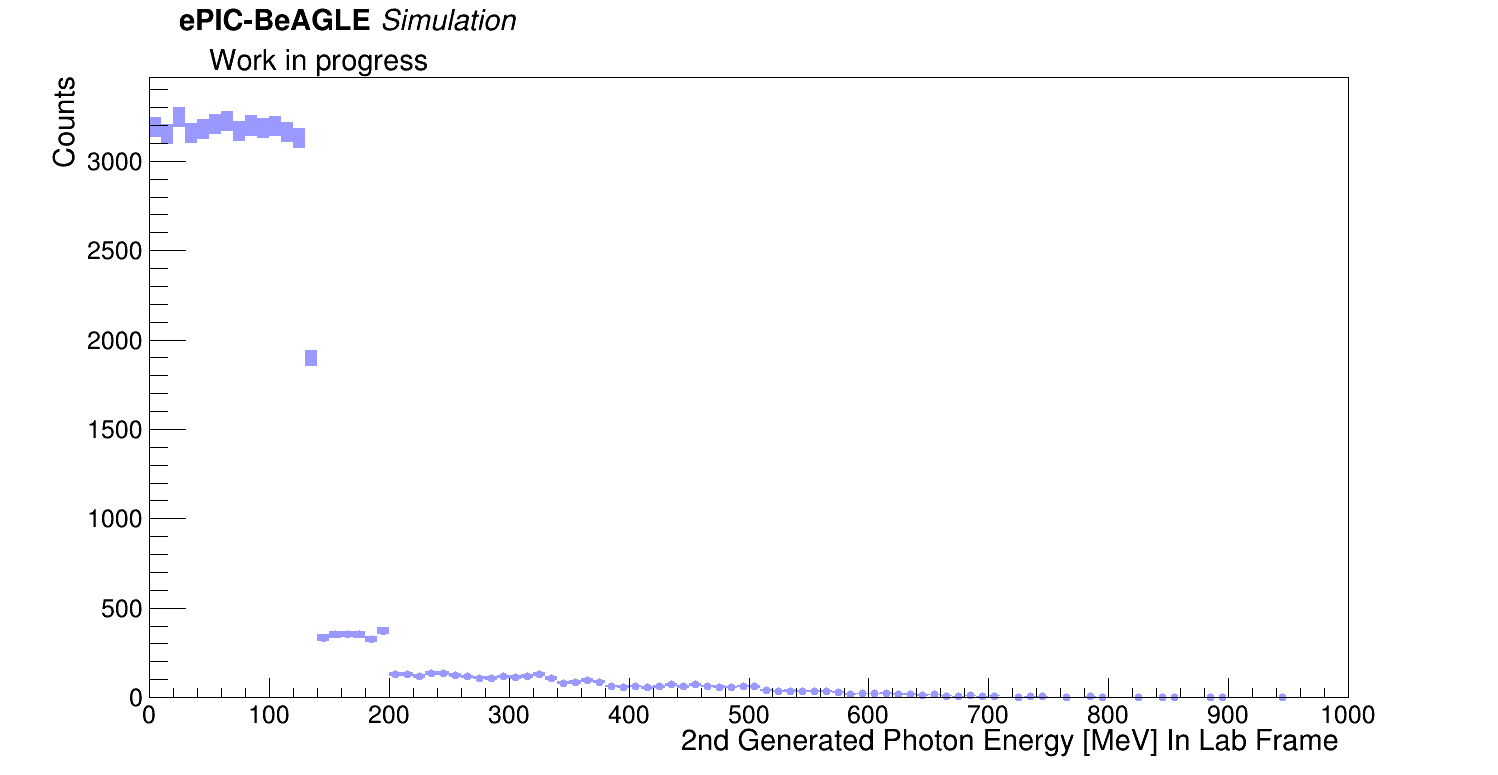 ePIC-BeAGLE Simulation
Work in progress
Counts
3000
2500
2000
1500
1000
500
0
0 100 200 300 400 500 600 700 800 900 1000
2nd Generated Photon Energy [MeV] In Lab Frame